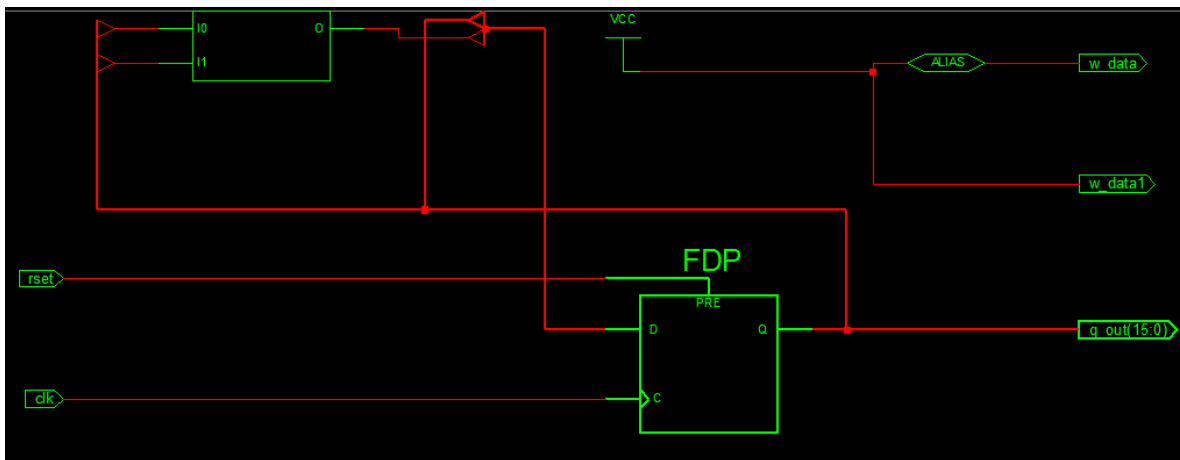 VCC
I0
O
I1
ALIAS
w_data
w_data1
rset
FDP
PRE
D
Q
q_out(15:0)
clk
C